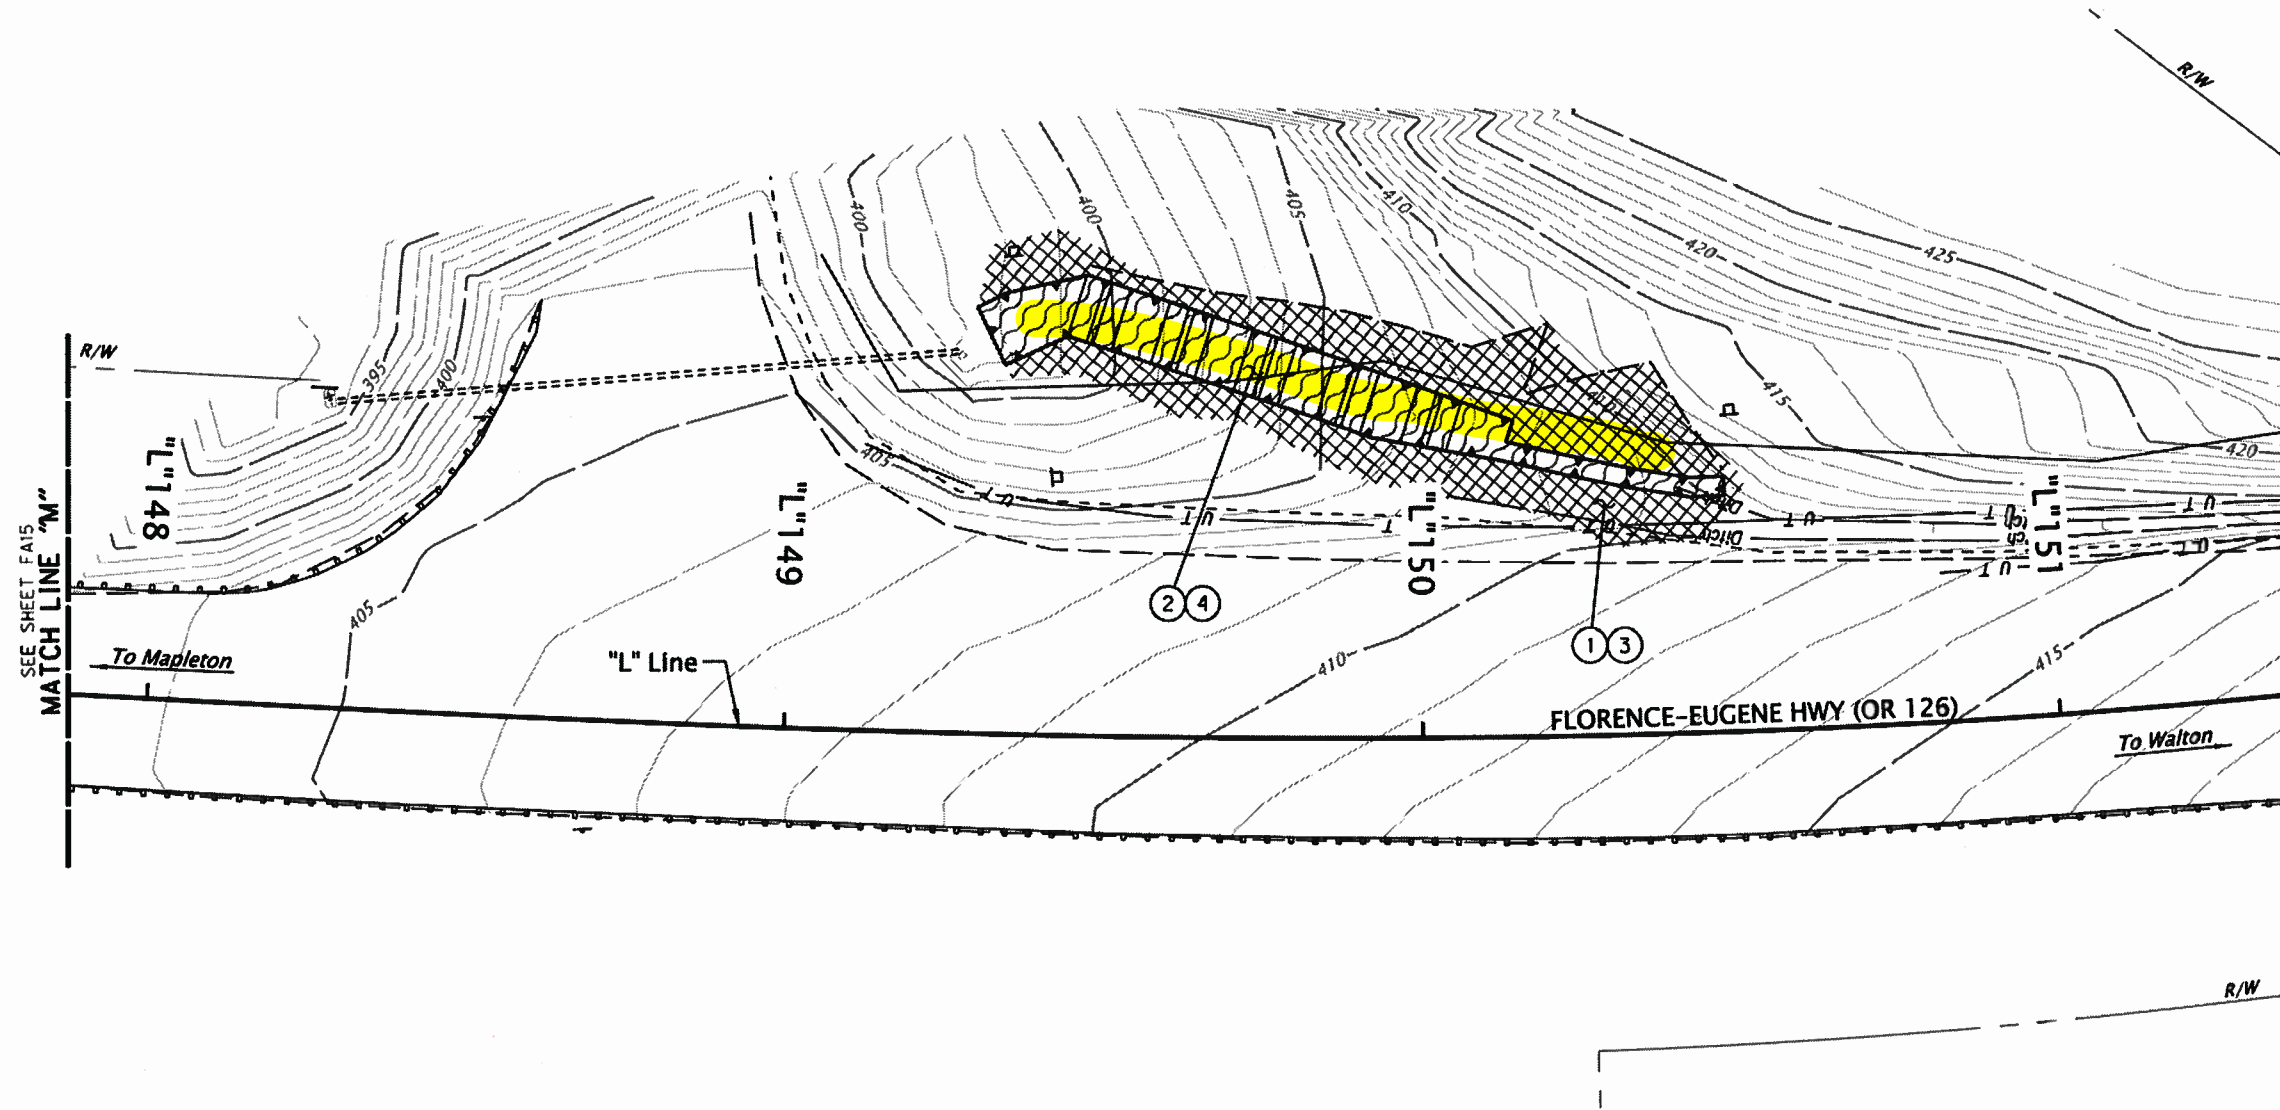 R/W
425
420
410
405
400
400
415
420
R/W
395
400
405
"L"148
"L"149
"L"150
"L"151
U T
U T
T
U T
U T
U T
U T
Ditch
SEE SHEET FA15
MATCH LINE "M"
2 4
1 3
405
To Mapleton
"L" Line
410
415
FLORENCE-EUGENE HWY (OR 126)
To Walton
R/W